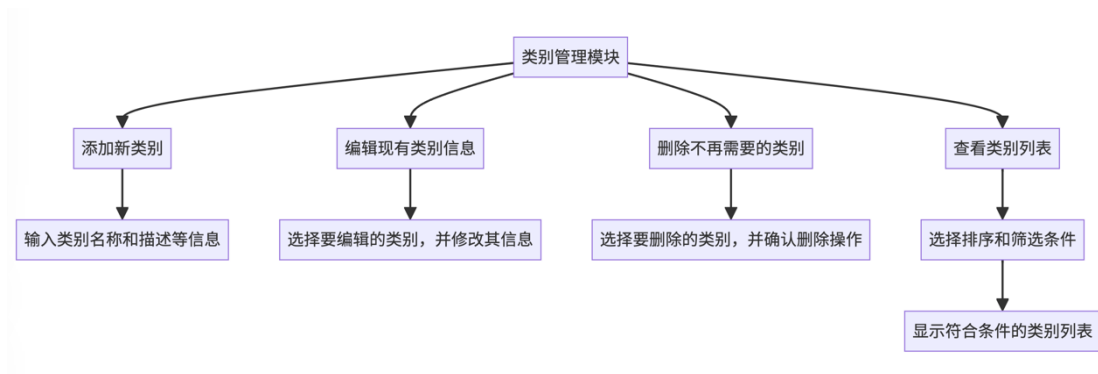 类别管理模块
添加新类别
编辑现有类别信息
删除不再需要的类别
查看类别列表
输入类别名称和描述等信息
选择要编辑的类别，并修改其信息
选择要删除的类别，并确认删除操作
选择排序和筛选条件
显示符合条件的类别列表